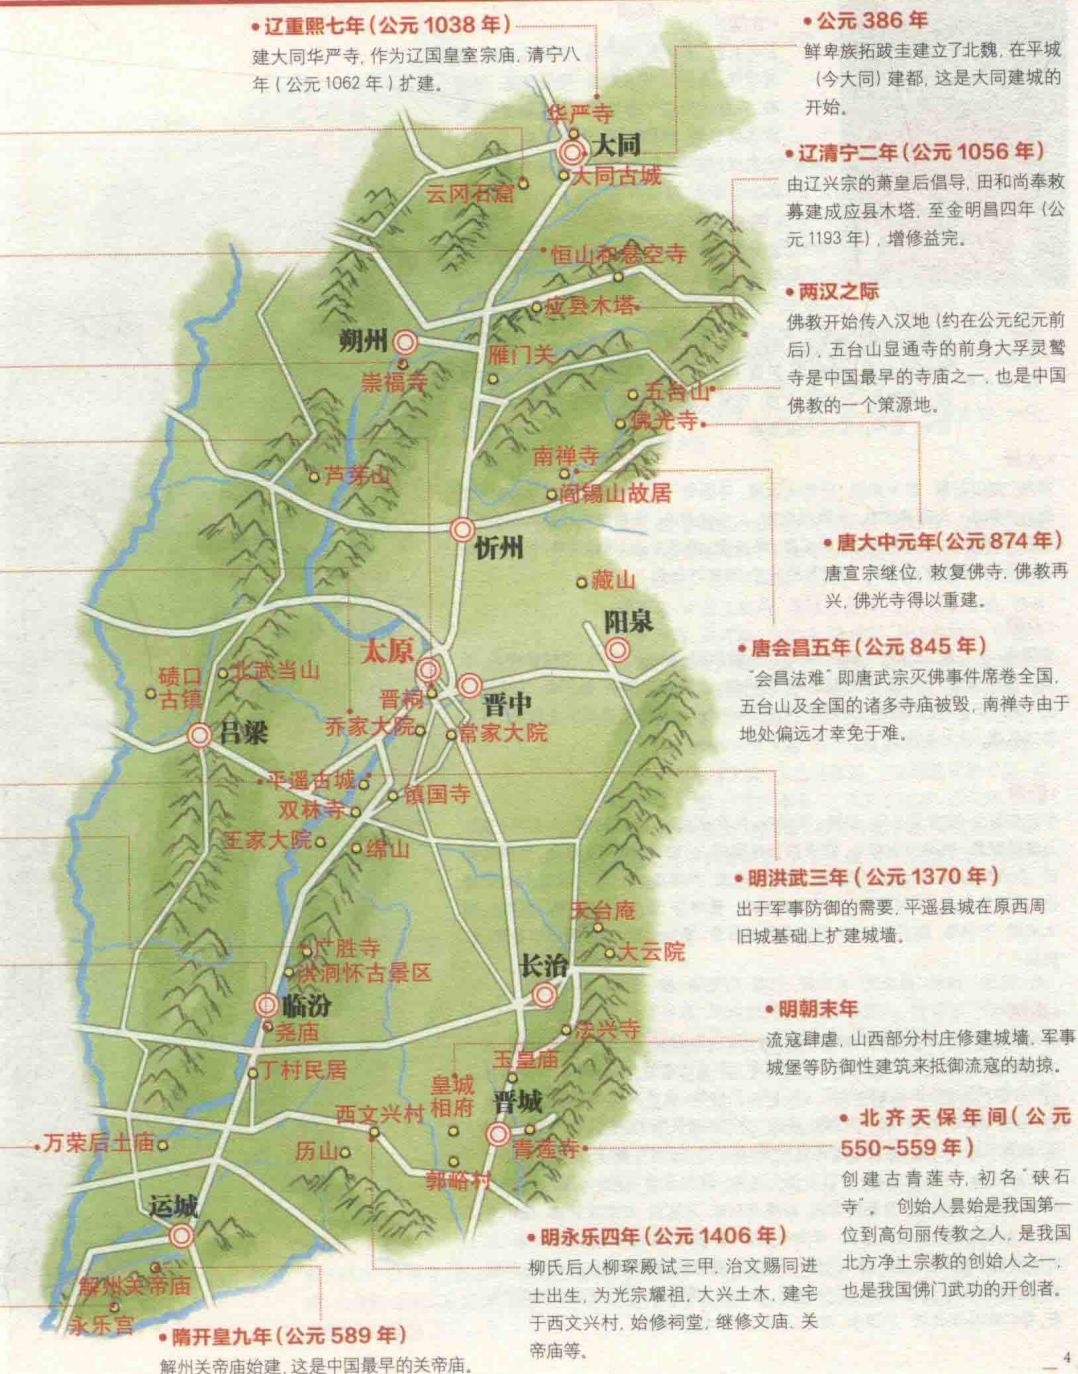 • 辽重熙七年(公元 1038 年)
建大同华严寺, 作为辽国皇室宗庙, 清宁八
年(公元 1062 年)扩建。
• 公元 386 年
鲜卑族拓跋圭建立了北魏, 在平城
(今大同)建都, 这是大同建城的
开始。
• 辽清宁二年(公元 1056 年)
由辽兴宗的萧皇后倡导, 田和尚奉敕
募建成应县木塔, 至金明昌四年(公
元 1193 年), 增修益完。
• 两汉之际
佛教开始传入汉地(约在公元纪元前
后), 五台山显通寺的前身大孚灵鹫
寺是中国最早的寺庙之一, 也是中国
佛教的一个策源地。
• 唐大中元年(公元 874 年)
唐宣宗继位, 敕复佛寺, 佛教再
兴, 佛光寺得以重建。
• 唐会昌五年(公元 845 年)
“会昌法难”即唐武宗灭佛事件席卷全国,
五台山及全国的诸多寺庙被毁, 南禅寺由于
地处偏远才幸免于难。
• 明洪武三年(公元 1370 年)
出于军事防御的需要, 平遥县城在原西周
旧城基础上扩建城墙。
• 明朝末年
流寇肆虐, 山西部分村庄修建城墙, 军事
城堡等防御性建筑来抵御流寇的劫掠。
• 北齐天保年间(公元
550~559 年)
创建古青莲寺, 初名“硖石
寺”。 创始人昙始是我国第一
位到高句丽传教之人, 是我国
北方净土宗教的创始人之一,
也是我国佛门武功的开创者。
• 明永乐四年(公元 1406 年)
柳氏后人柳琛殿试三甲, 治文赐同进
士出生, 为光宗耀祖, 大兴土木, 建宅
于西文兴村, 始修祠堂, 继修文庙、关
帝庙等。
• 隋开皇九年(公元 589 年)
解州关帝庙始建, 这是中国最早的关帝庙。
华严寺
大同
大同古城
云冈石窟
恒山和悬空寺
应县木塔
朔州
雁门关
崇福寺
五台山
佛光寺
南禅寺
芦芽山
阎锡山故居
忻州
藏山
阳泉
太原
北武当山
碛口
古镇
晋祠
晋中
乔家大院
常家大院
吕梁
平遥古城
镇国寺
双林寺
王家大院
绵山
天台庵
大云院
广胜寺
洪洞怀古景区
长治
临汾
尧庙
法兴寺
玉皇庙
丁村民居
皇城
相府
晋城
西文兴村
万荣后土庙
历山
青莲寺
郭峪村
运城
解州关帝庙
永乐宫
4